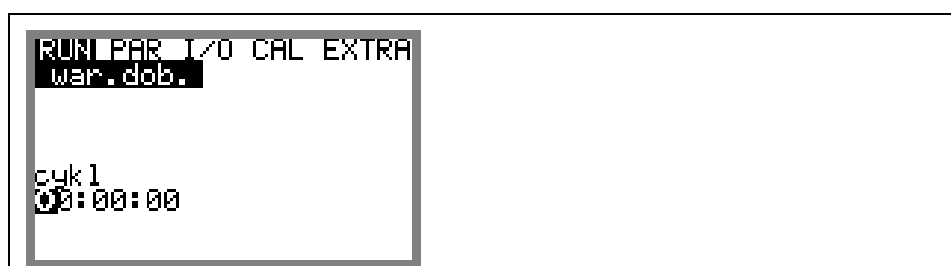 RUN PAR I/O CAL EXTRA
war.dob.
cykl
00:00:00